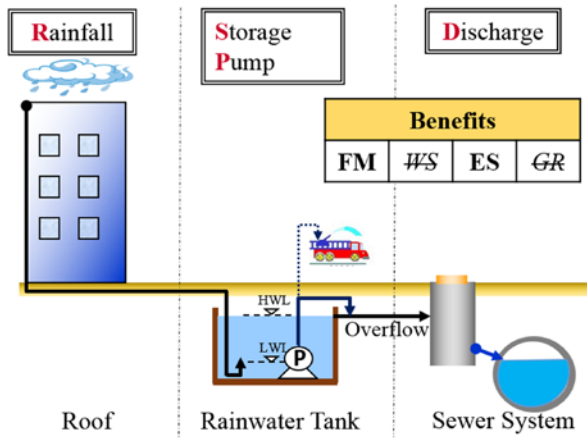 Rainfall
Storage
Pump
Discharge
Benefits
FM WS ES GR
HWL
LWL
P
Overflow
Roof
Rainwater Tank
Sewer System